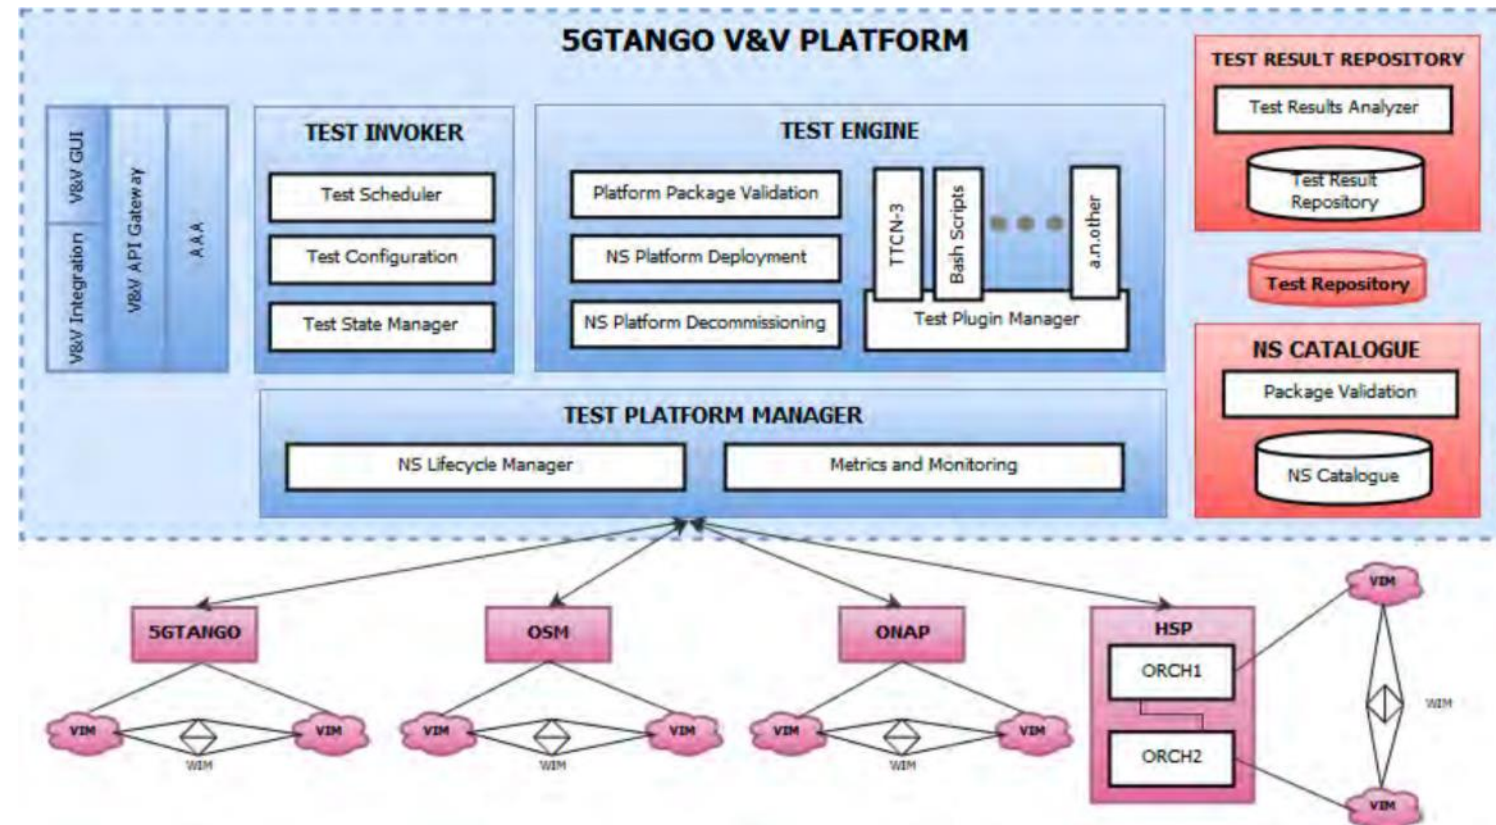 5GTANGO V&V PLATFORM
V&V GUI
V&V Integration
V&V API Gateway
AAA
TEST INVOKER
Test Scheduler
Test Configuration
Test State Manager
TEST ENGINE
Platform Package Validation
NS Platform Deployment
NS Platform Decommissioning
TTCN-3
Bash Scripts
a.n.other
Test Plugin Manager
TEST RESULT REPOSITORY
Test Results Analyzer
Test Result
Repository
Test Repository
NS CATALOGUE
Package Validation
NS Catalogue
TEST PLATFORM MANAGER
NS Lifecycle Manager
Metrics and Monitoring
5GTANGO
VIM
VIM
WIM
OSM
VIM
VIM
WIM
ONAP
VIM
VIM
WIM
HSP
ORCH1
ORCH2
VIM
WIM
VIM